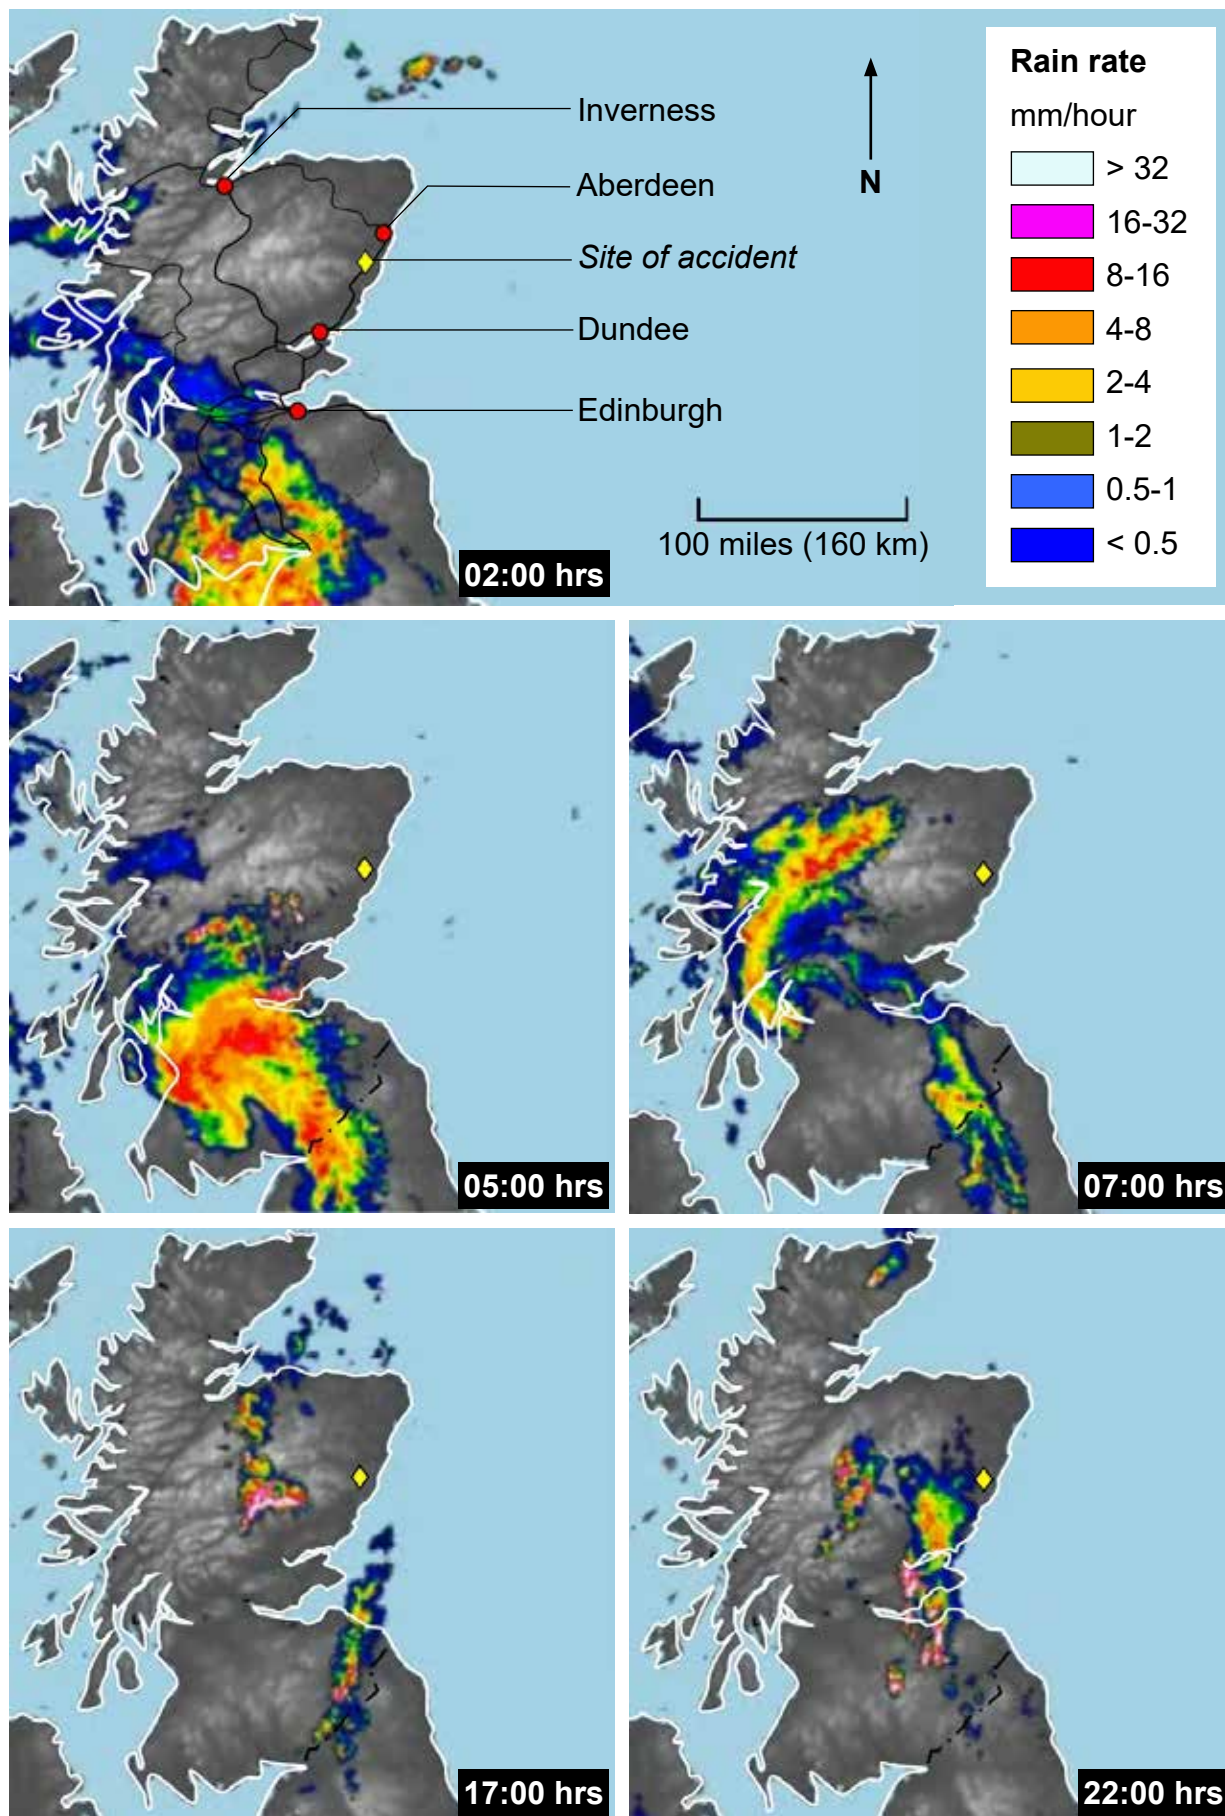 Inverness
Aberdeen
Site of accident
Dundee
Edinburgh
N
100 miles (160 km)
02:00 hrs
Rain rate
mm/hour
> 32
16-32
8-16
4-8
2-4
1-2
0.5-1
< 0.5
05:00 hrs
07:00 hrs
17:00 hrs
22:00 hrs